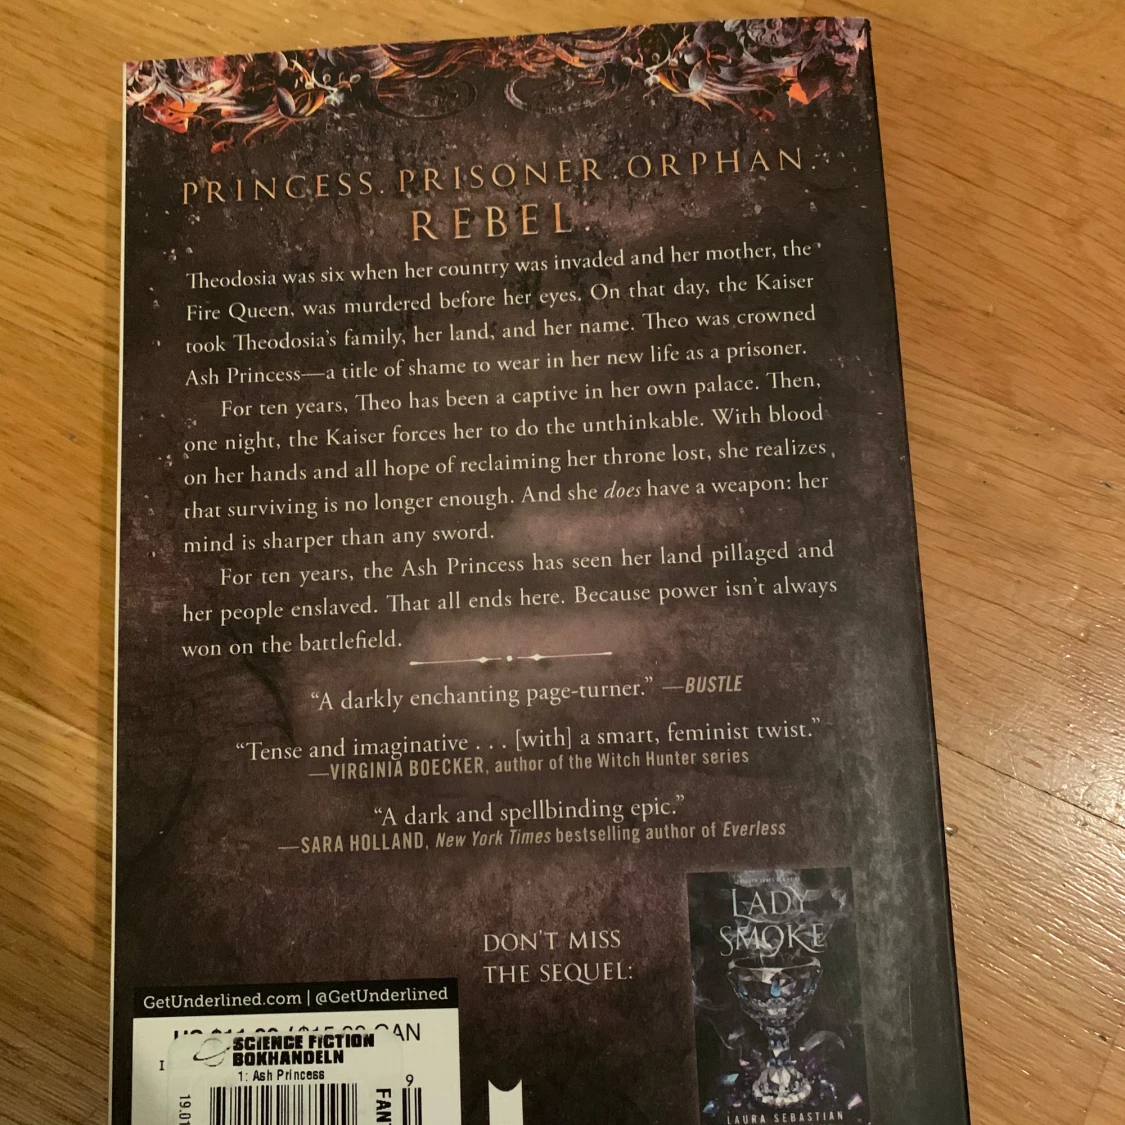 PRINCESS. PRISONER. ORPHAN.
REBEL.
Theodosia was six when her country was invaded and her mother, the
Fire Queen, was murdered before her eyes. On that day, the Kaiser
took Theodosia's family, her land, and her name. Theo was crowned
Ash Princess—a title of shame to wear in her new life as a prisoner.
For ten years, Theo has been a captive in her own palace. Then,
one night, the Kaiser forces her to do the unthinkable. With blood
on her hands and all hope of reclaiming her throne lost, she realizes
that surviving is no longer enough. And she does have a weapon: her
mind is sharper than any sword.
For ten years, the Ash Princess has seen her land pillaged and
her people enslaved. That all ends here. Because power isn't always
won on the battlefield.
“A darkly enchanting page-turner.” —BUSTLE
“Tense and imaginative . . . [with] a smart, feminist twist.”
—VIRGINIA BOECKER, author of the Witch Hunter series
“A dark and spellbinding epic.”
—SARA HOLLAND, New York Times bestselling author of Everless
DON'T MISS
THE SEQUEL:
LADY
SMOKE
LAURA SEBASTIAN
GetUnderlined.com | @GetUnderlined
CAN
SCIENCE FICTION
BOKHANDELN
1: Ash Princess
9